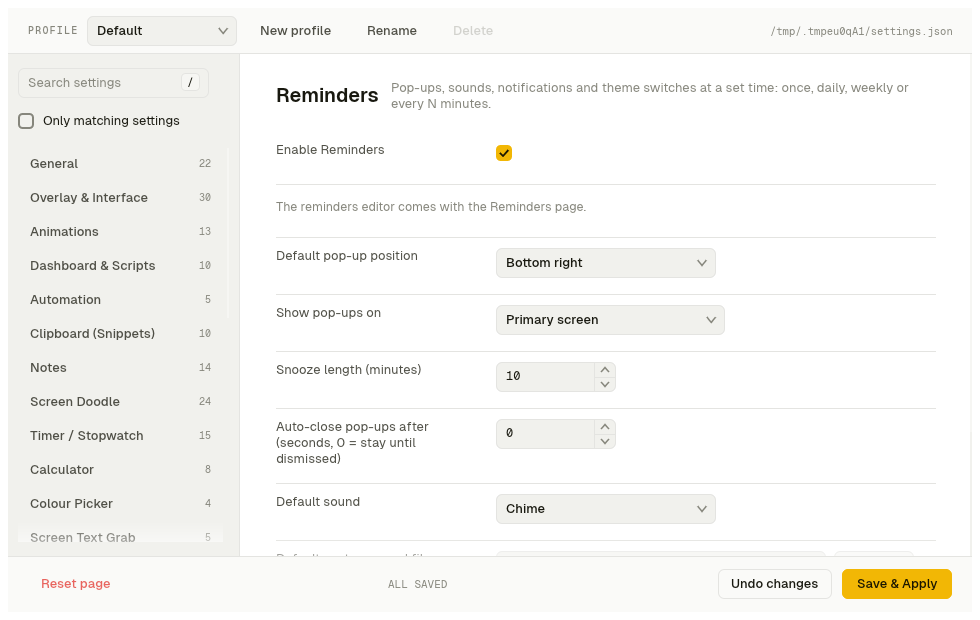 PROFILE
Default
New profile
Rename
Delete
/tmp/.tmpeu0qA1/settings.json
Search settings
/
Only matching settings
General 22
Overlay & Interface 30
Animations 13
Dashboard & Scripts 10
Automation 5
Clipboard (Snippets) 10
Notes 14
Screen Doodle 24
Timer / Stopwatch 15
Calculator 8
Colour Picker 4
Screen Text Grab 5
Reminders
Pop-ups, sounds, notifications and theme switches at a set time: once, daily, weekly or
every N minutes.
Enable Reminders
The reminders editor comes with the Reminders page.
Default pop-up position
Bottom right
Show pop-ups on
Primary screen
Snooze length (minutes)
10
Auto-close pop-ups after
(seconds, 0 = stay until
dismissed)
0
Default sound
Chime
Reset page
ALL SAVED
Undo changes
Save & Apply